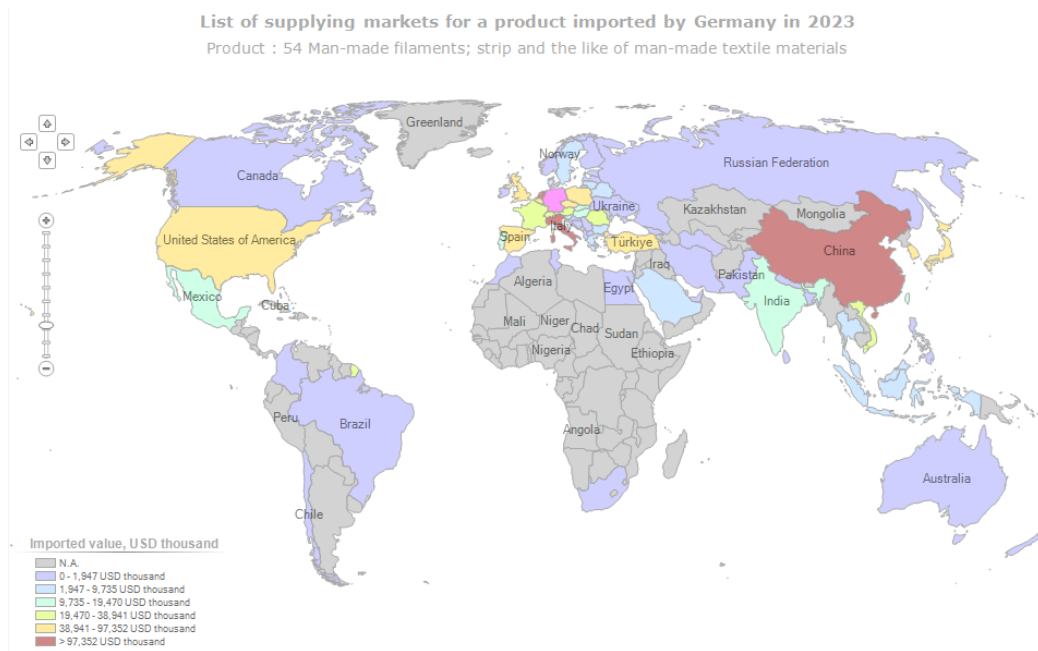 List of supplying markets for a product imported by Germany in 2023
Product : 54 Man-made filaments; strip and the like of man-made textile materials
Greenland
Norway
Russian Federation
Canada
Ukraine
Kazakhstan
Mongolia
United States of America
Spain
Italy
Türkiye
China
Iraq
Pakistan
Algeria
Egypt
Mexico
Cuba
India
Mali
Niger
Chad
Sudan
Nigeria
Ethiopia
Peru
Brazil
Angola
Australia
Chile
Imported value, USD thousand
N.A.
0 - 1,947 USD thousand
1,947 - 9,735 USD thousand
9,735 - 19,470 USD thousand
19,470 - 38,941 USD thousand
38,941 - 97,352 USD thousand
> 97,352 USD thousand